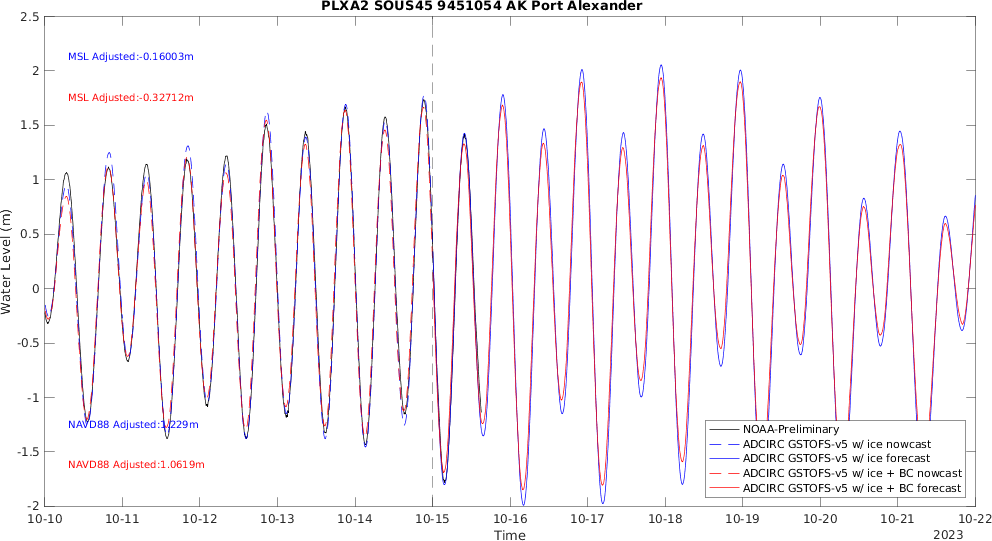 PLXA2 SOUS45 9451054 AK Port Alexander
2.5
2
1.5
1
0.5
0
-0.5
-1
-1.5
-2
Water Level (m)
MSL Adjusted:-0.16003m
MSL Adjusted:-0.32712m
NAVD88 Adjusted:1.229m
NAVD88 Adjusted:1.0619m
NOAA-Preliminary
ADCIRC GSTOFS-v5 w/ ice nowcast
ADCIRC GSTOFS-v5 w/ ice forecast
ADCIRC GSTOFS-v5 w/ ice + BC nowcast
ADCIRC GSTOFS-v5 w/ ice + BC forecast
10-10 10-11 10-12 10-13 10-14 10-15 10-16 10-17 10-18 10-19 10-20 10-21 10-22
Time
2023